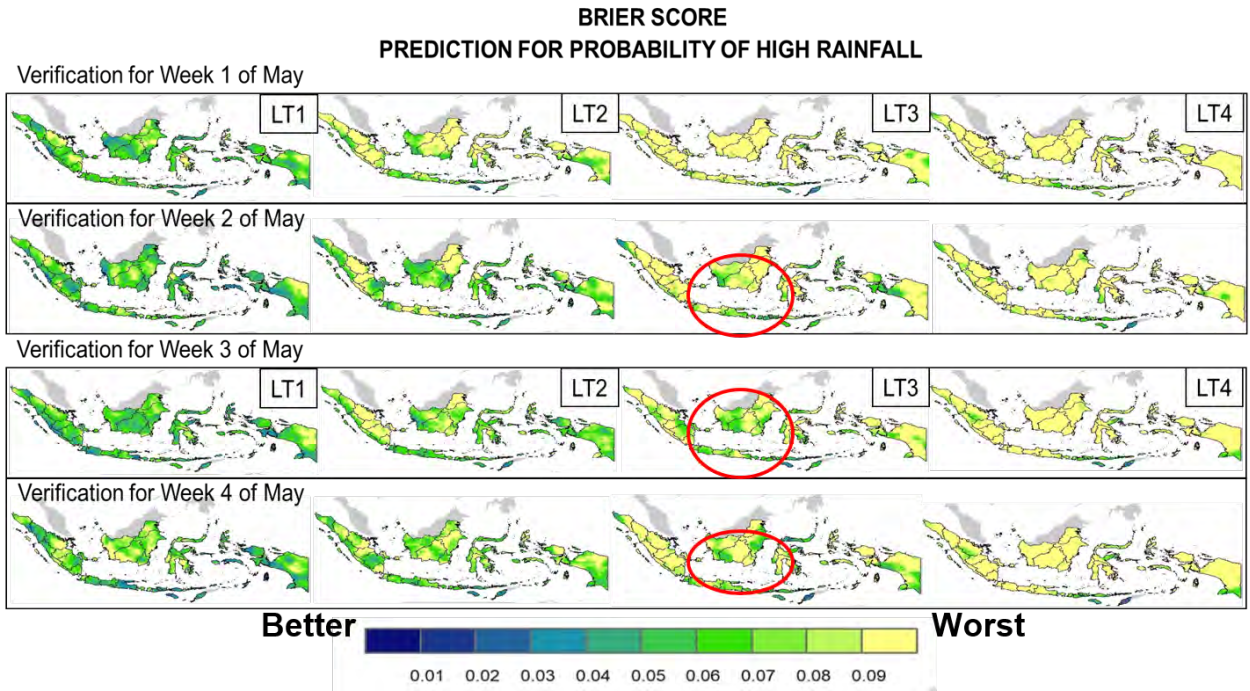 BRIER SCORE
PREDICTION FOR PROBABILITY OF HIGH RAINFALL
Verification for Week 1 of May
LT1
LT2
LT3
LT4
Verification for Week 2 of May
Verification for Week 3 of May
LT1
LT2
LT3
LT4
Verification for Week 4 of May
Better
Worst
0.01 0.02 0.03 0.04 0.05 0.06 0.07 0.08 0.09